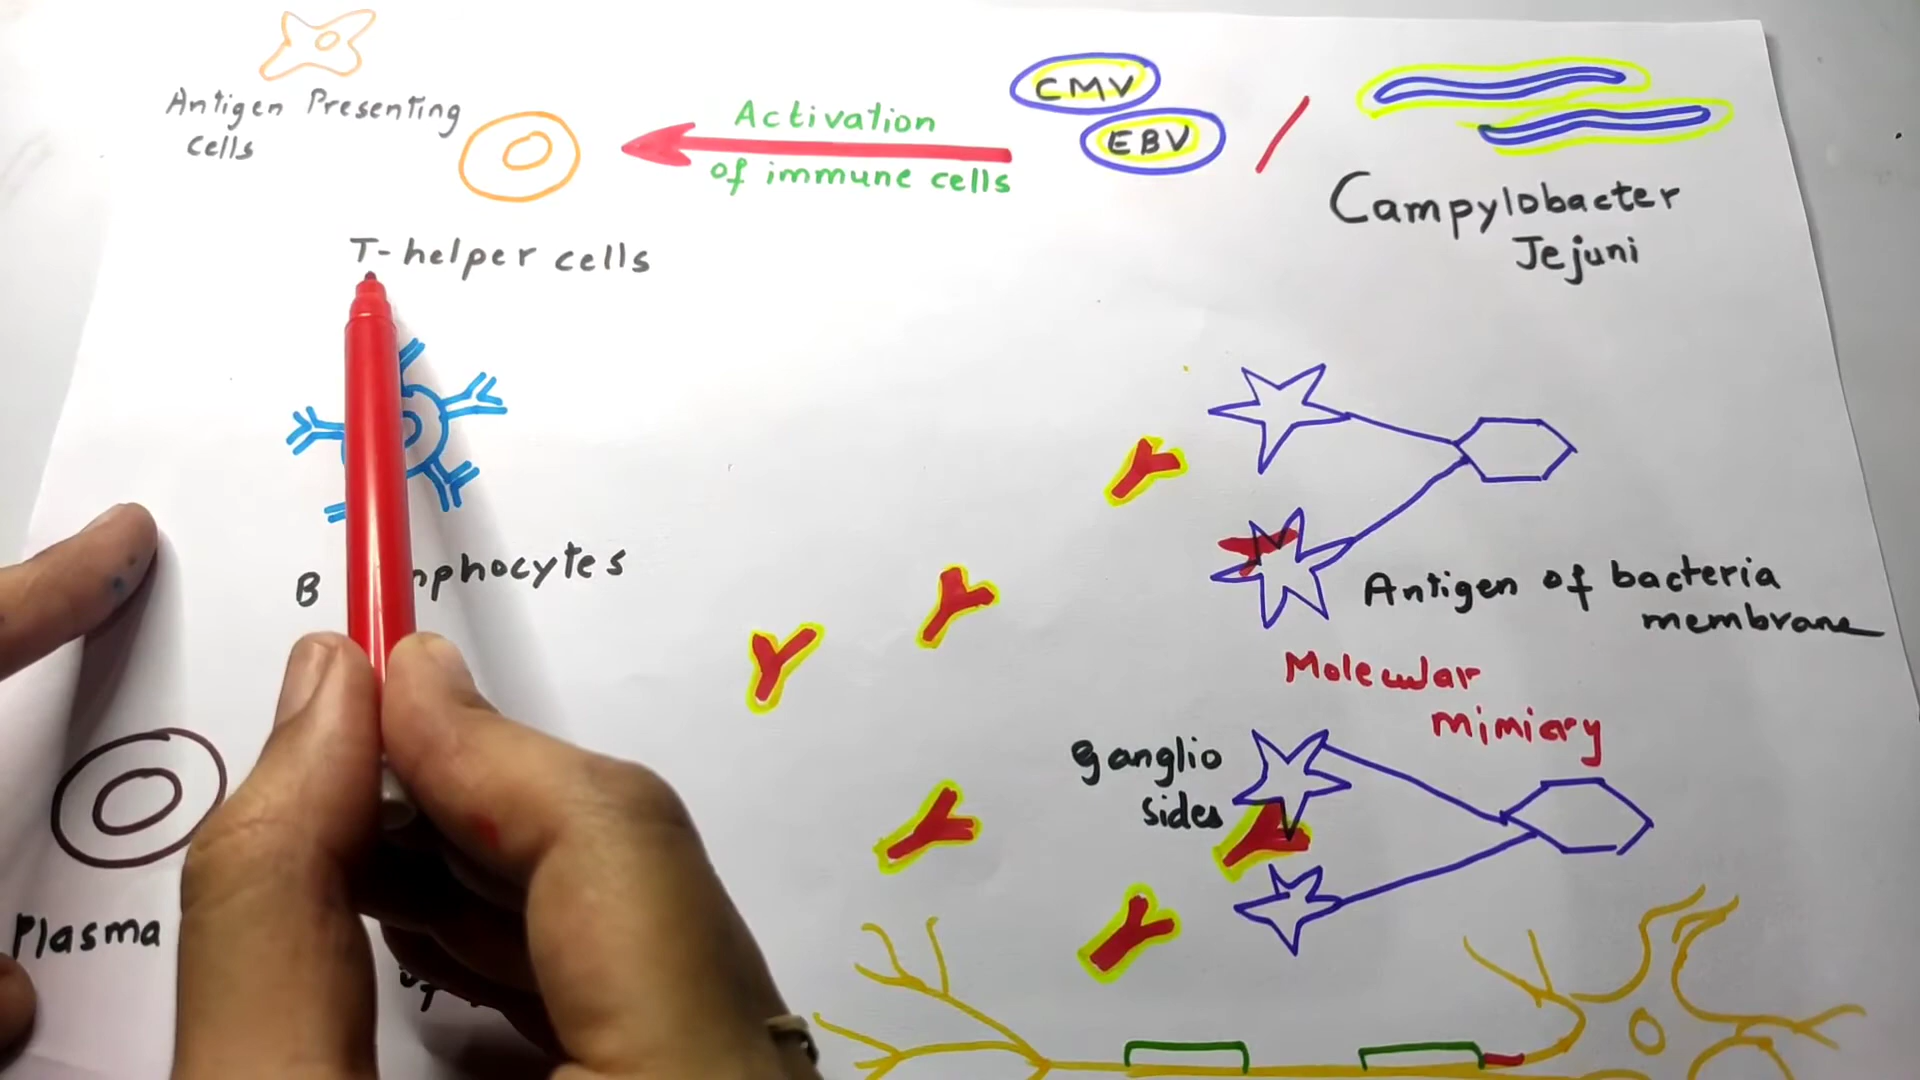 Antigen Presenting
cells
Activation
of immune cells
CMV
EBV
Campylobacter
Jejuni
T-helper cells
B
Antigen of bacteria
membrane
Molecular
mimicry
ganglio
sides
Plasma